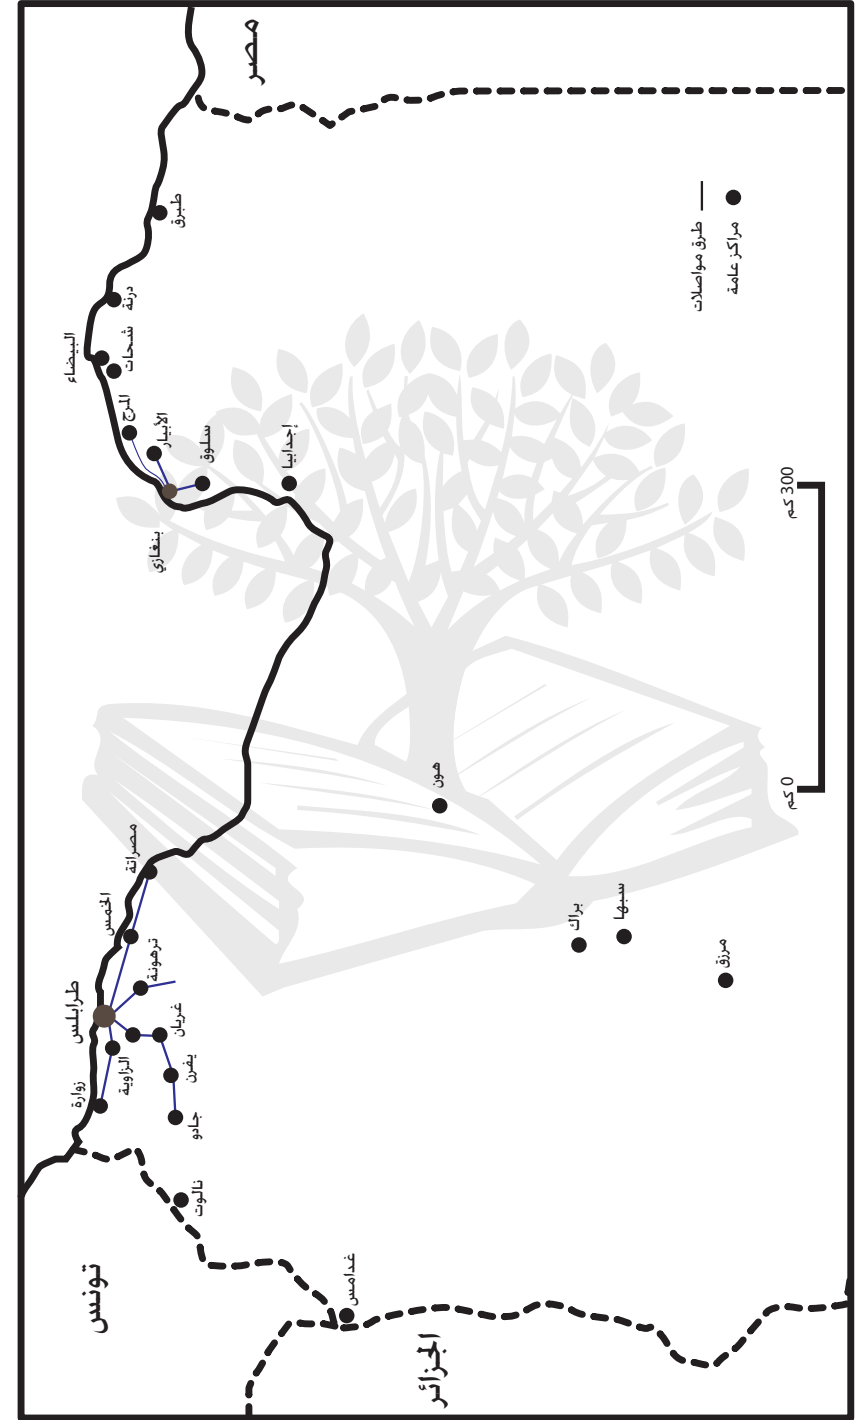 مصر
طبرق
درنة
شحات
البيضاء
المرج
الأبيار
سلوق
إجدابيا
بنغازي
مراكز عامة
طرق مواصلات
300 كم
0 كم
هون
مصراتة
الخمس
ترهونة
طرابلس
غريان
يفرن
الزاوية
زوارة
جادو
نالوت
براك
سبها
مرزق
غدامس
تونس
الجزائر